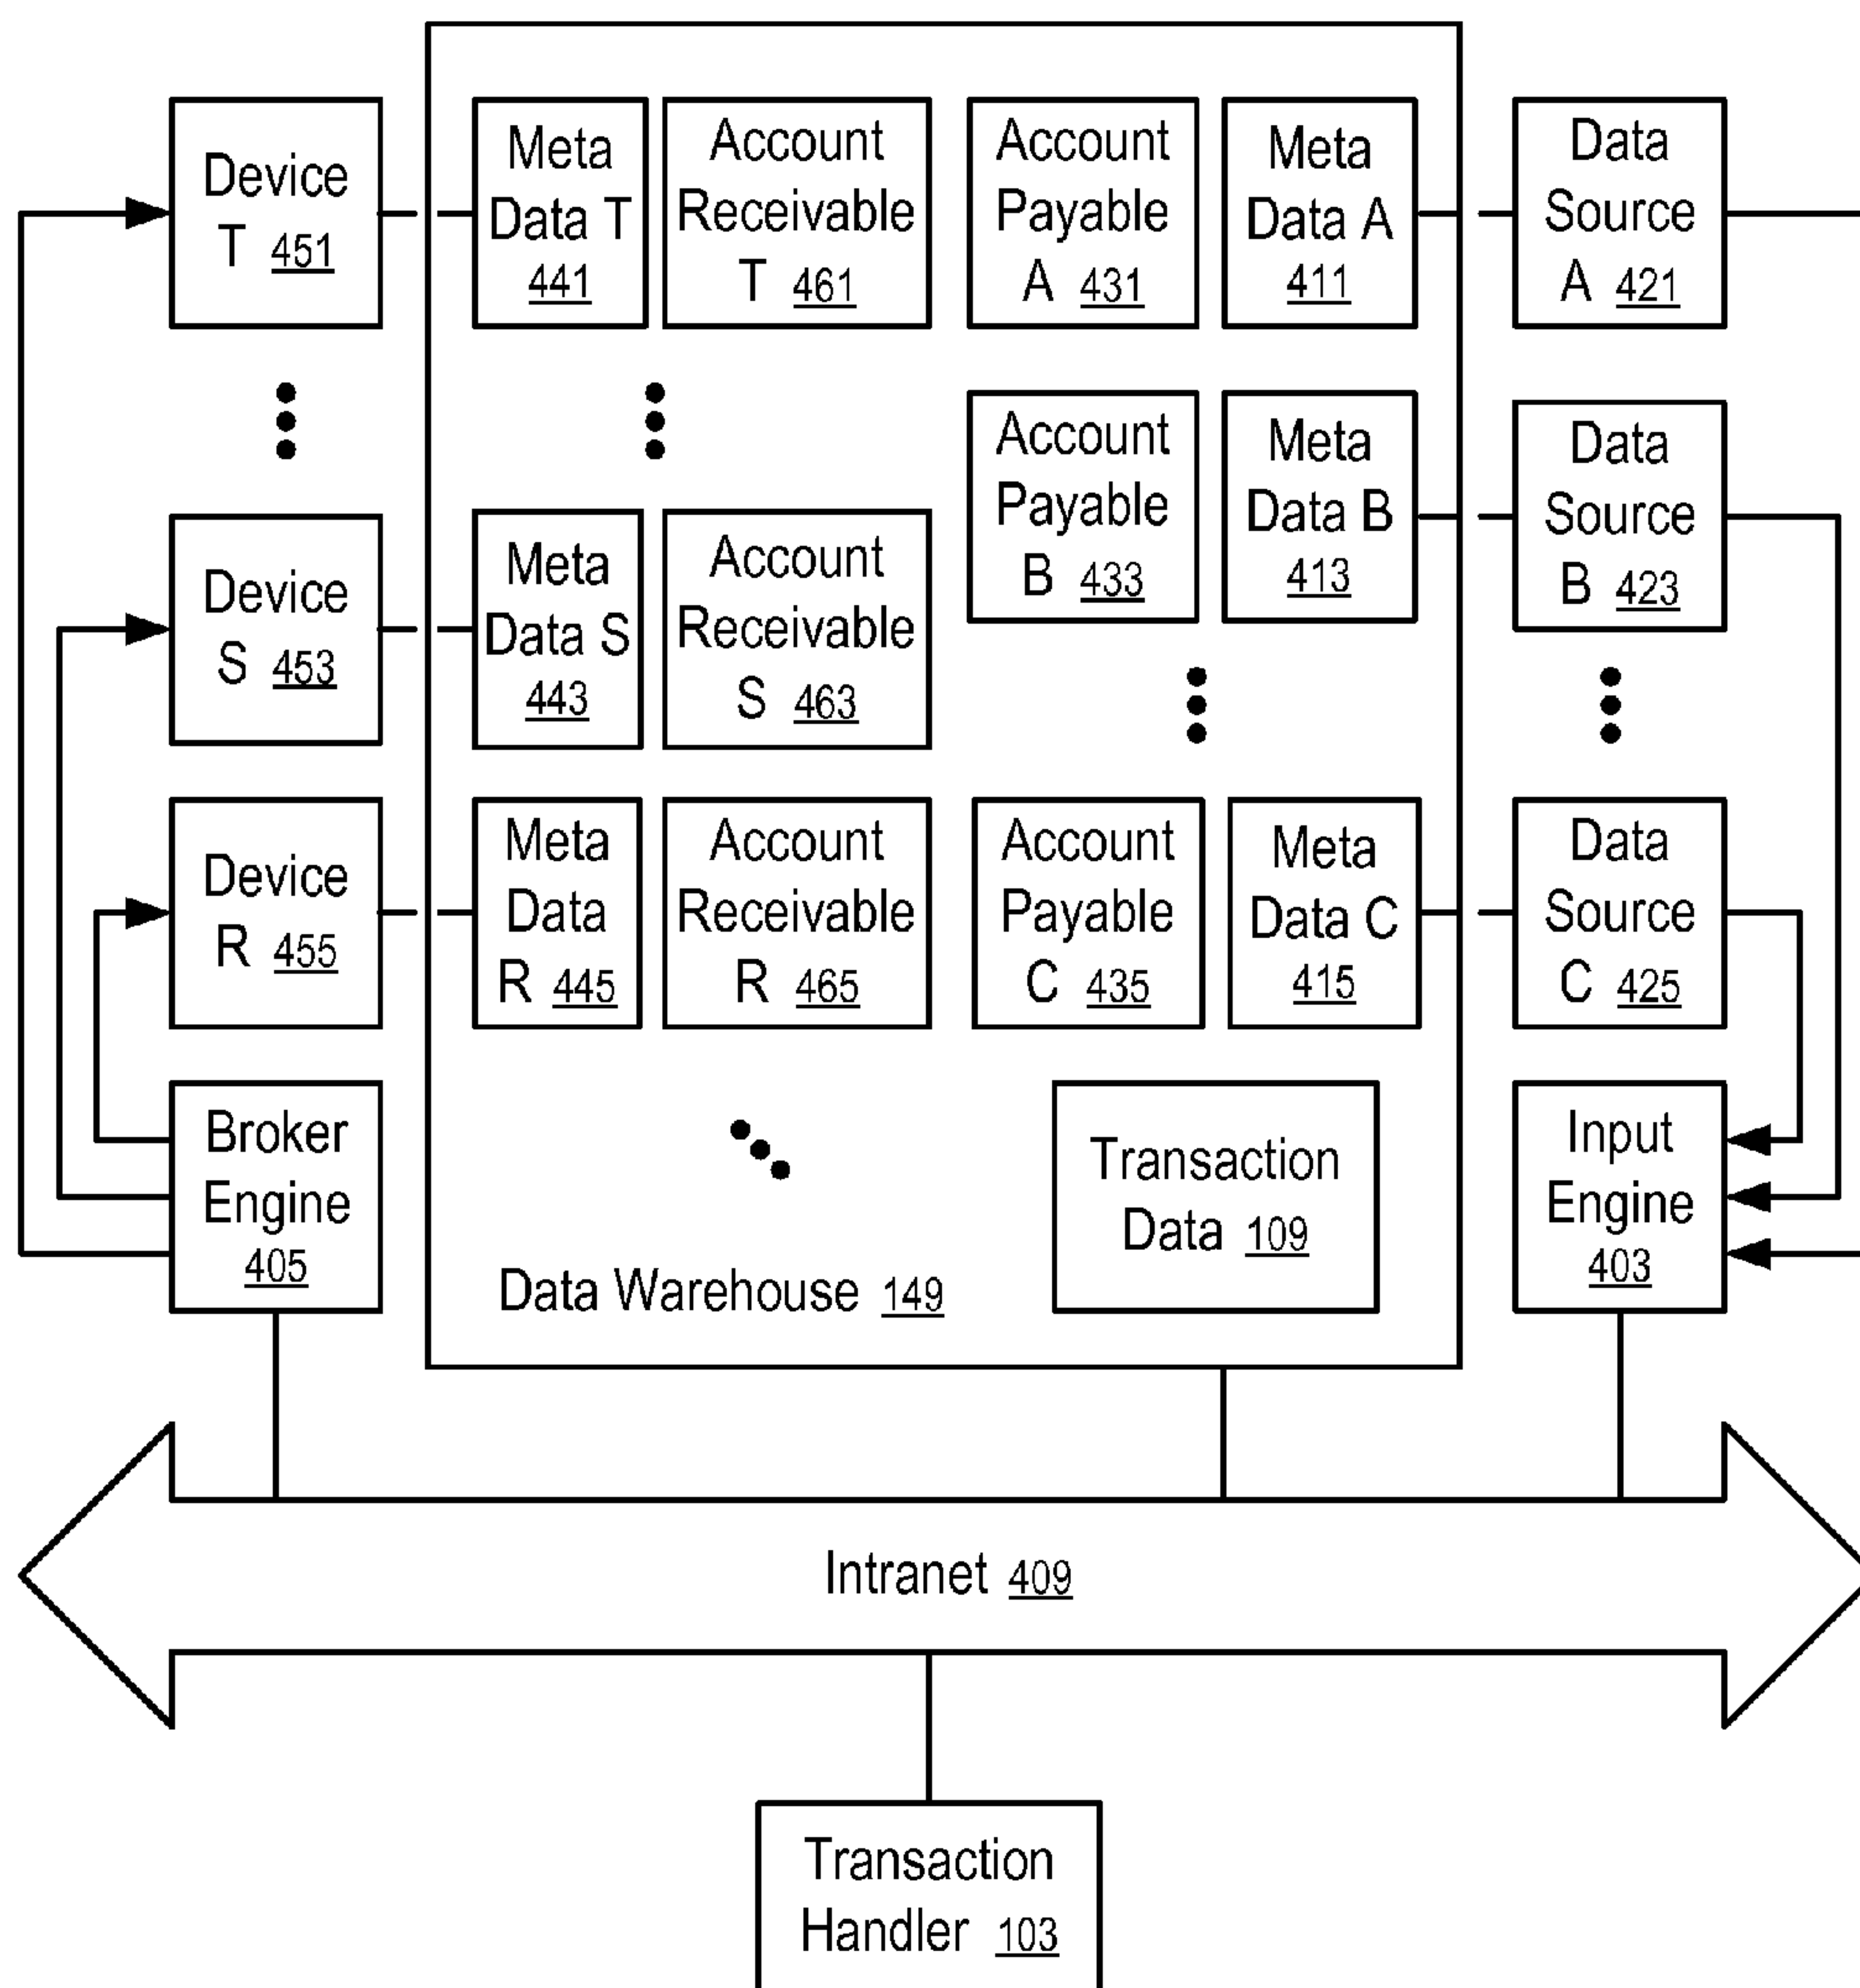 Device
T 451
Meta
Data T
441
Account
Receivable
T 461
Account
Payable
A 431
Meta
Data A
411
Data
Source
A 421
Account
Payable
B 433
Meta
Data B
413
Data
Source
B 423
Device
S 453
Meta
Data S
443
Account
Receivable
S 463
Device
R 455
Meta
Data
R 445
Account
Receivable
R 465
Account
Payable
C 435
Meta
Data C
415
Data
Source
C 425
Broker
Engine
405
Data Warehouse 149
Transaction
Data 109
Input
Engine
403
Intranet 409
Transaction
Handler 103